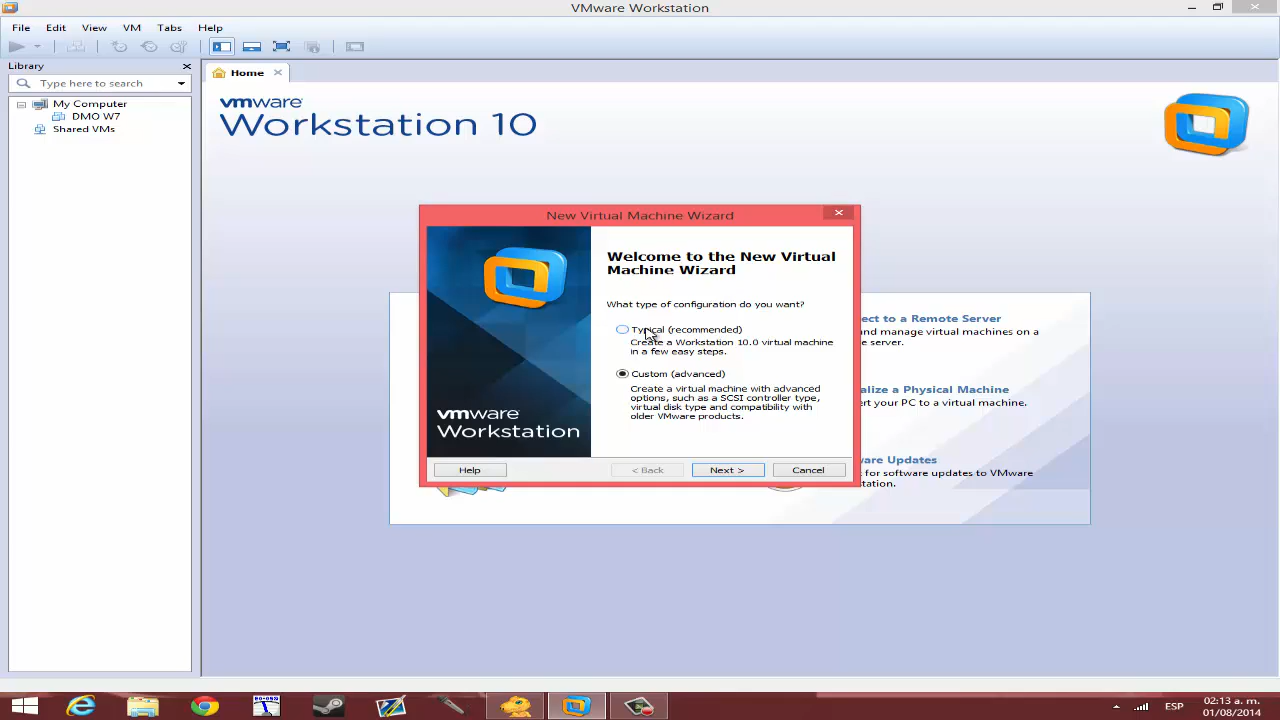 VMware Workstation
File Edit View VM Tabs Help
Library
Type here to search
My Computer
DMO W7
Shared VMs
Home
vmware
Workstation 10
New Virtual Machine Wizard
Welcome to the New Virtual
Machine Wizard
What type of configuration do you want?
Typical (recommended)
Create a Workstation 10.0 virtual machine
in a few easy steps.
Custom (advanced)
Create a virtual machine with advanced
options, such as a SCSI controller type,
virtual disk type and compatibility with
older VMware products.
vmware
Workstation
Help < Back Next > Cancel
ect to a Remote Server
and manage virtual machines on a
e server.
alize a Physical Machine
ert your PC to a virtual machine.
ware Updates
for software updates to VMware
station.
ESP
02:13 a. m.
01/08/2014